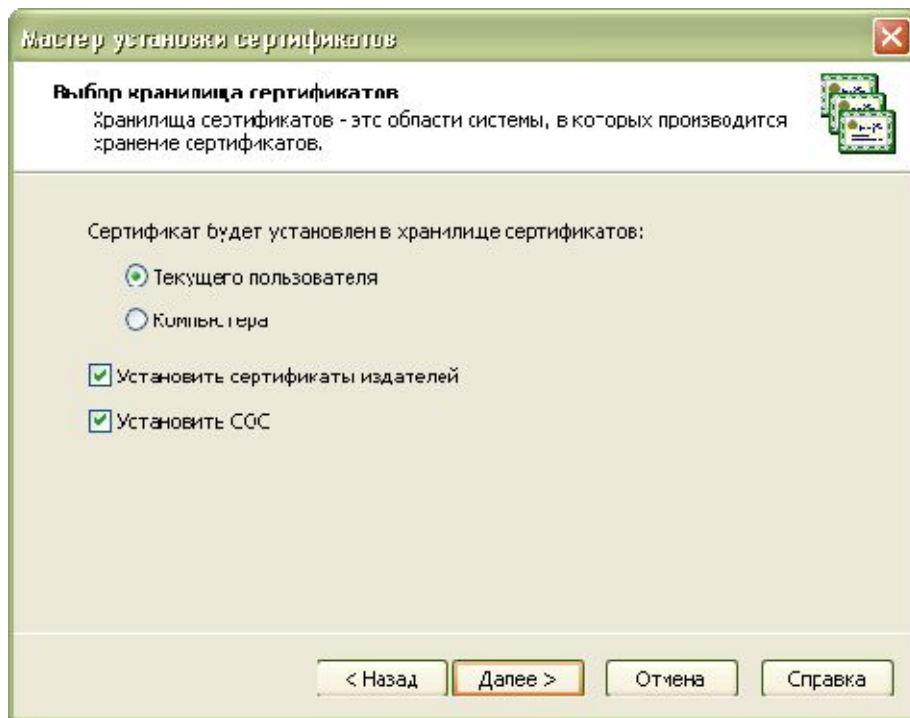 Мастер установки сертификатов
Выбор хранилища сертификатов
Хранилища сертификатов - это области системы, в которых производится
хранение сертификатов.
Сертификат будет установлен в хранилище сертификатов:
Текущего пользователя
Компьютера
Установить сертификаты издателей
Установить СОС
< Назад
Далее >
Отмена
Справка